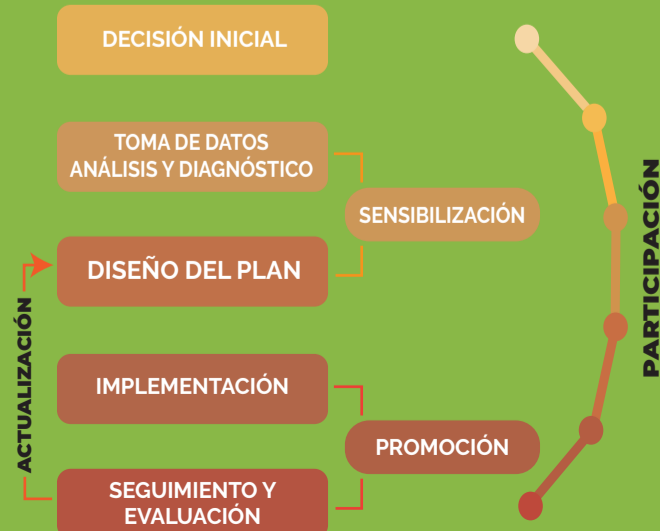 DECISIÓN INICIAL
TOMA DE DATOS
ANÁLISIS Y DIAGNÓSTICO
SENSIBILIZACIÓN
DISEÑO DEL PLAN
IMPLEMENTACIÓN
PROMOCIÓN
SEGUIMIENTO Y
EVALUACIÓN
ACTUALIZACIÓN
PARTICIPACIÓN